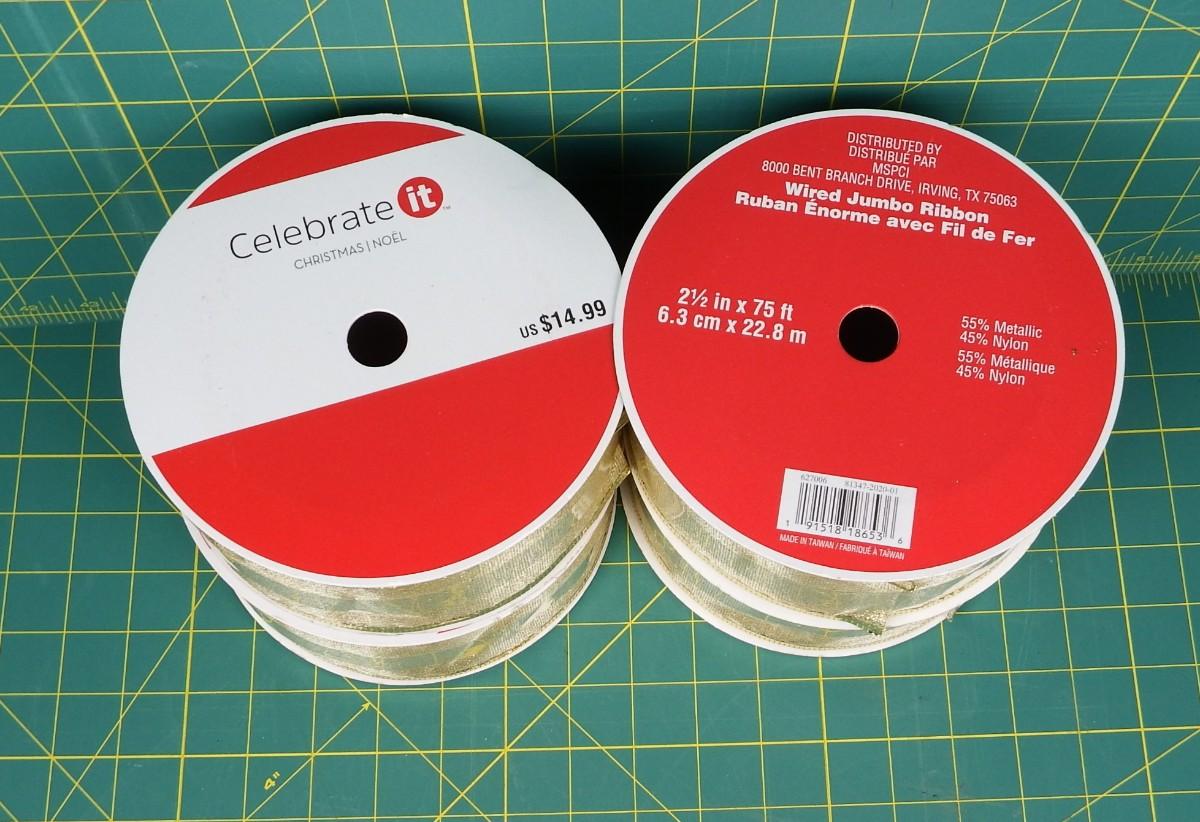 Celebrate it™
CHRISTMAS | NOËL
US $14.99
DISTRIBUTED BY
DISTRIBUÉ PAR
MSPCI
8000 BENT BRANCH DRIVE, IRVING, TX 75063
Wired Jumbo Ribbon
Ruban Énorme avec Fil de Fer
2½ in x 75 ft
6.3 cm x 22.8 m
55% Metallic
45% Nylon
55% Métallique
45% Nylon
627006 81347-2020-01
1 91518 18653 6
MADE IN TAIWAN / FABRIQUÉ À TAÏWAN
4"